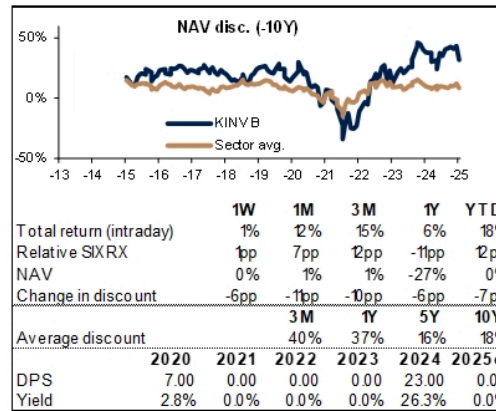 NAV disc. (-10Y)
50%
0%
-50%
KINV B
Sector avg.
-13 -14 -15 -16 -17 -18 -19 -20 -21 -22 -23 -24 -25
1W 1M 3M 1Y YTD
Total return (intraday) 1% 12% 15% 6% 18%
Relative SIXRX 1pp 7pp 12pp -11pp 12p
NAV 0% 1% 1% -27% 0%
Change in discount -6pp -11pp -10pp -6pp -7p
3M 1Y 5Y 10Y
Average discount 40% 37% 16% 18%
2020 2021 2022 2023 2024 2025e
DPS 7.00 0.00 0.00 0.00 23.00 0.0
Yield 2.8% 0.0% 0.0% 0.0% 26.3% 0.0